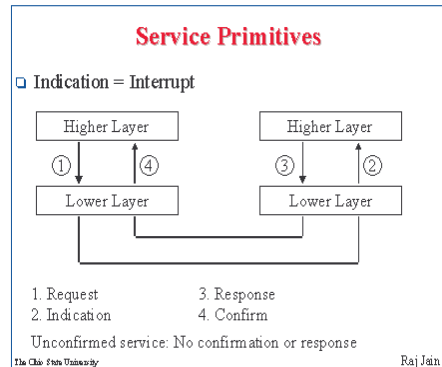 Service Primitives
Indication = Interrupt
Higher Layer Higher Layer
1 4 3 2
Lower Layer Lower Layer
1. Request 3. Response
2. Indication 4. Confirm
Unconfirmed service: No confirmation or response
The Ohio State University Raj Jain